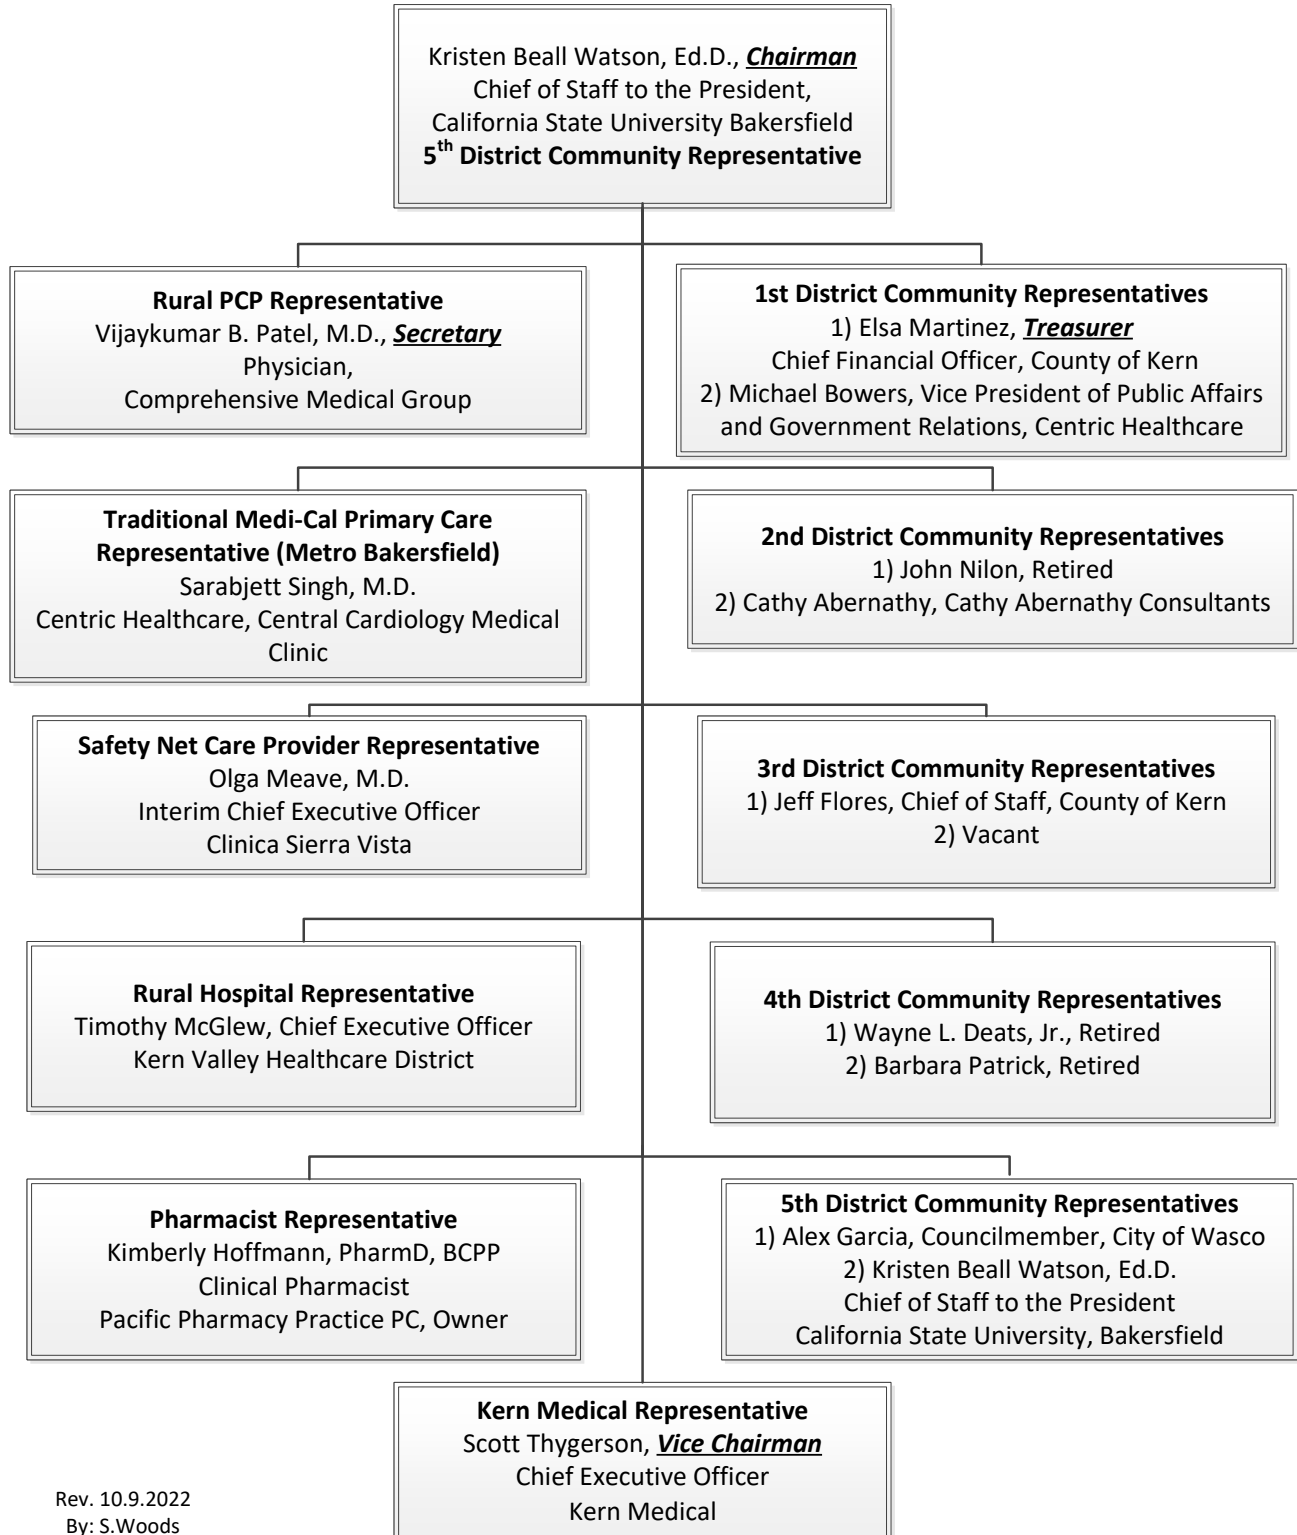 Kristen Beall Watson, Ed.D., Chairman
Chief of Staff to the President,
California State University Bakersfield
5th District Community Representative
Rural PCP Representative
Vijaykumar B. Patel, M.D., Secretary
Physician,
Comprehensive Medical Group
1st District Community Representatives
1) Elsa Martinez, Treasurer
Chief Financial Officer, County of Kern
2) Michael Bowers, Vice President of Public Affairs
and Government Relations, Centric Healthcare
Traditional Medi-Cal Primary Care
Representative (Metro Bakersfield)
Sarabjett Singh, M.D.
Centric Healthcare, Central Cardiology Medical
Clinic
2nd District Community Representatives
1) John Nilon, Retired
2) Cathy Abernathy, Cathy Abernathy Consultants
Safety Net Care Provider Representative
Olga Meave, M.D.
Interim Chief Executive Officer
Clinica Sierra Vista
3rd District Community Representatives
1) Jeff Flores, Chief of Staff, County of Kern
2) Vacant
Rural Hospital Representative
Timothy McGlew, Chief Executive Officer
Kern Valley Healthcare District
4th District Community Representatives
1) Wayne L. Deats, Jr., Retired
2) Barbara Patrick, Retired
Pharmacist Representative
Kimberly Hoffmann, PharmD, BCPP
Clinical Pharmacist
Pacific Pharmacy Practice PC, Owner
5th District Community Representatives
1) Alex Garcia, Councilmember, City of Wasco
2) Kristen Beall Watson, Ed.D.
Chief of Staff to the President
California State University, Bakersfield
Kern Medical Representative
Scott Thygerson, Vice Chairman
Chief Executive Officer
Kern Medical
Rev. 10.9.2022
By: S.Woods